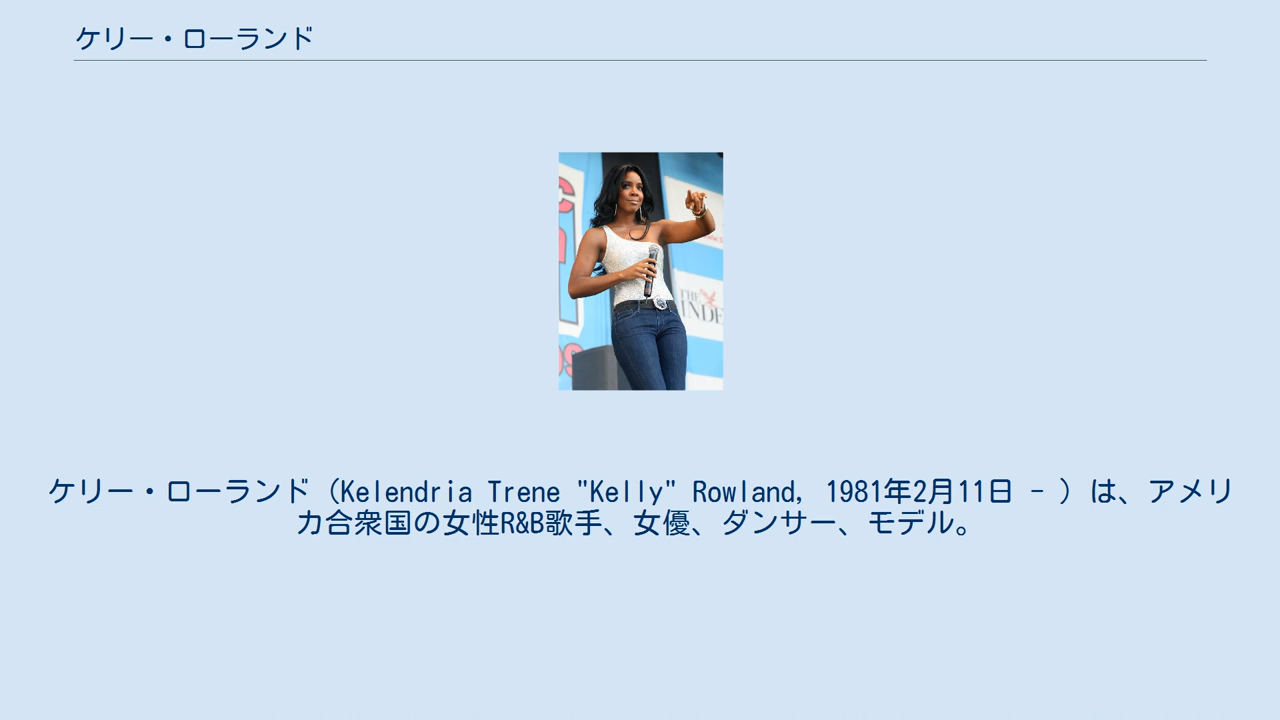 ケリー・ローランド
THE
INDE
ケリー・ローランド（Kelendria Trene "Kelly" Rowland, 1981年2月11日 - ）は、アメリ
カ合衆国の女性R&B歌手、女優、ダンサー、モデル。